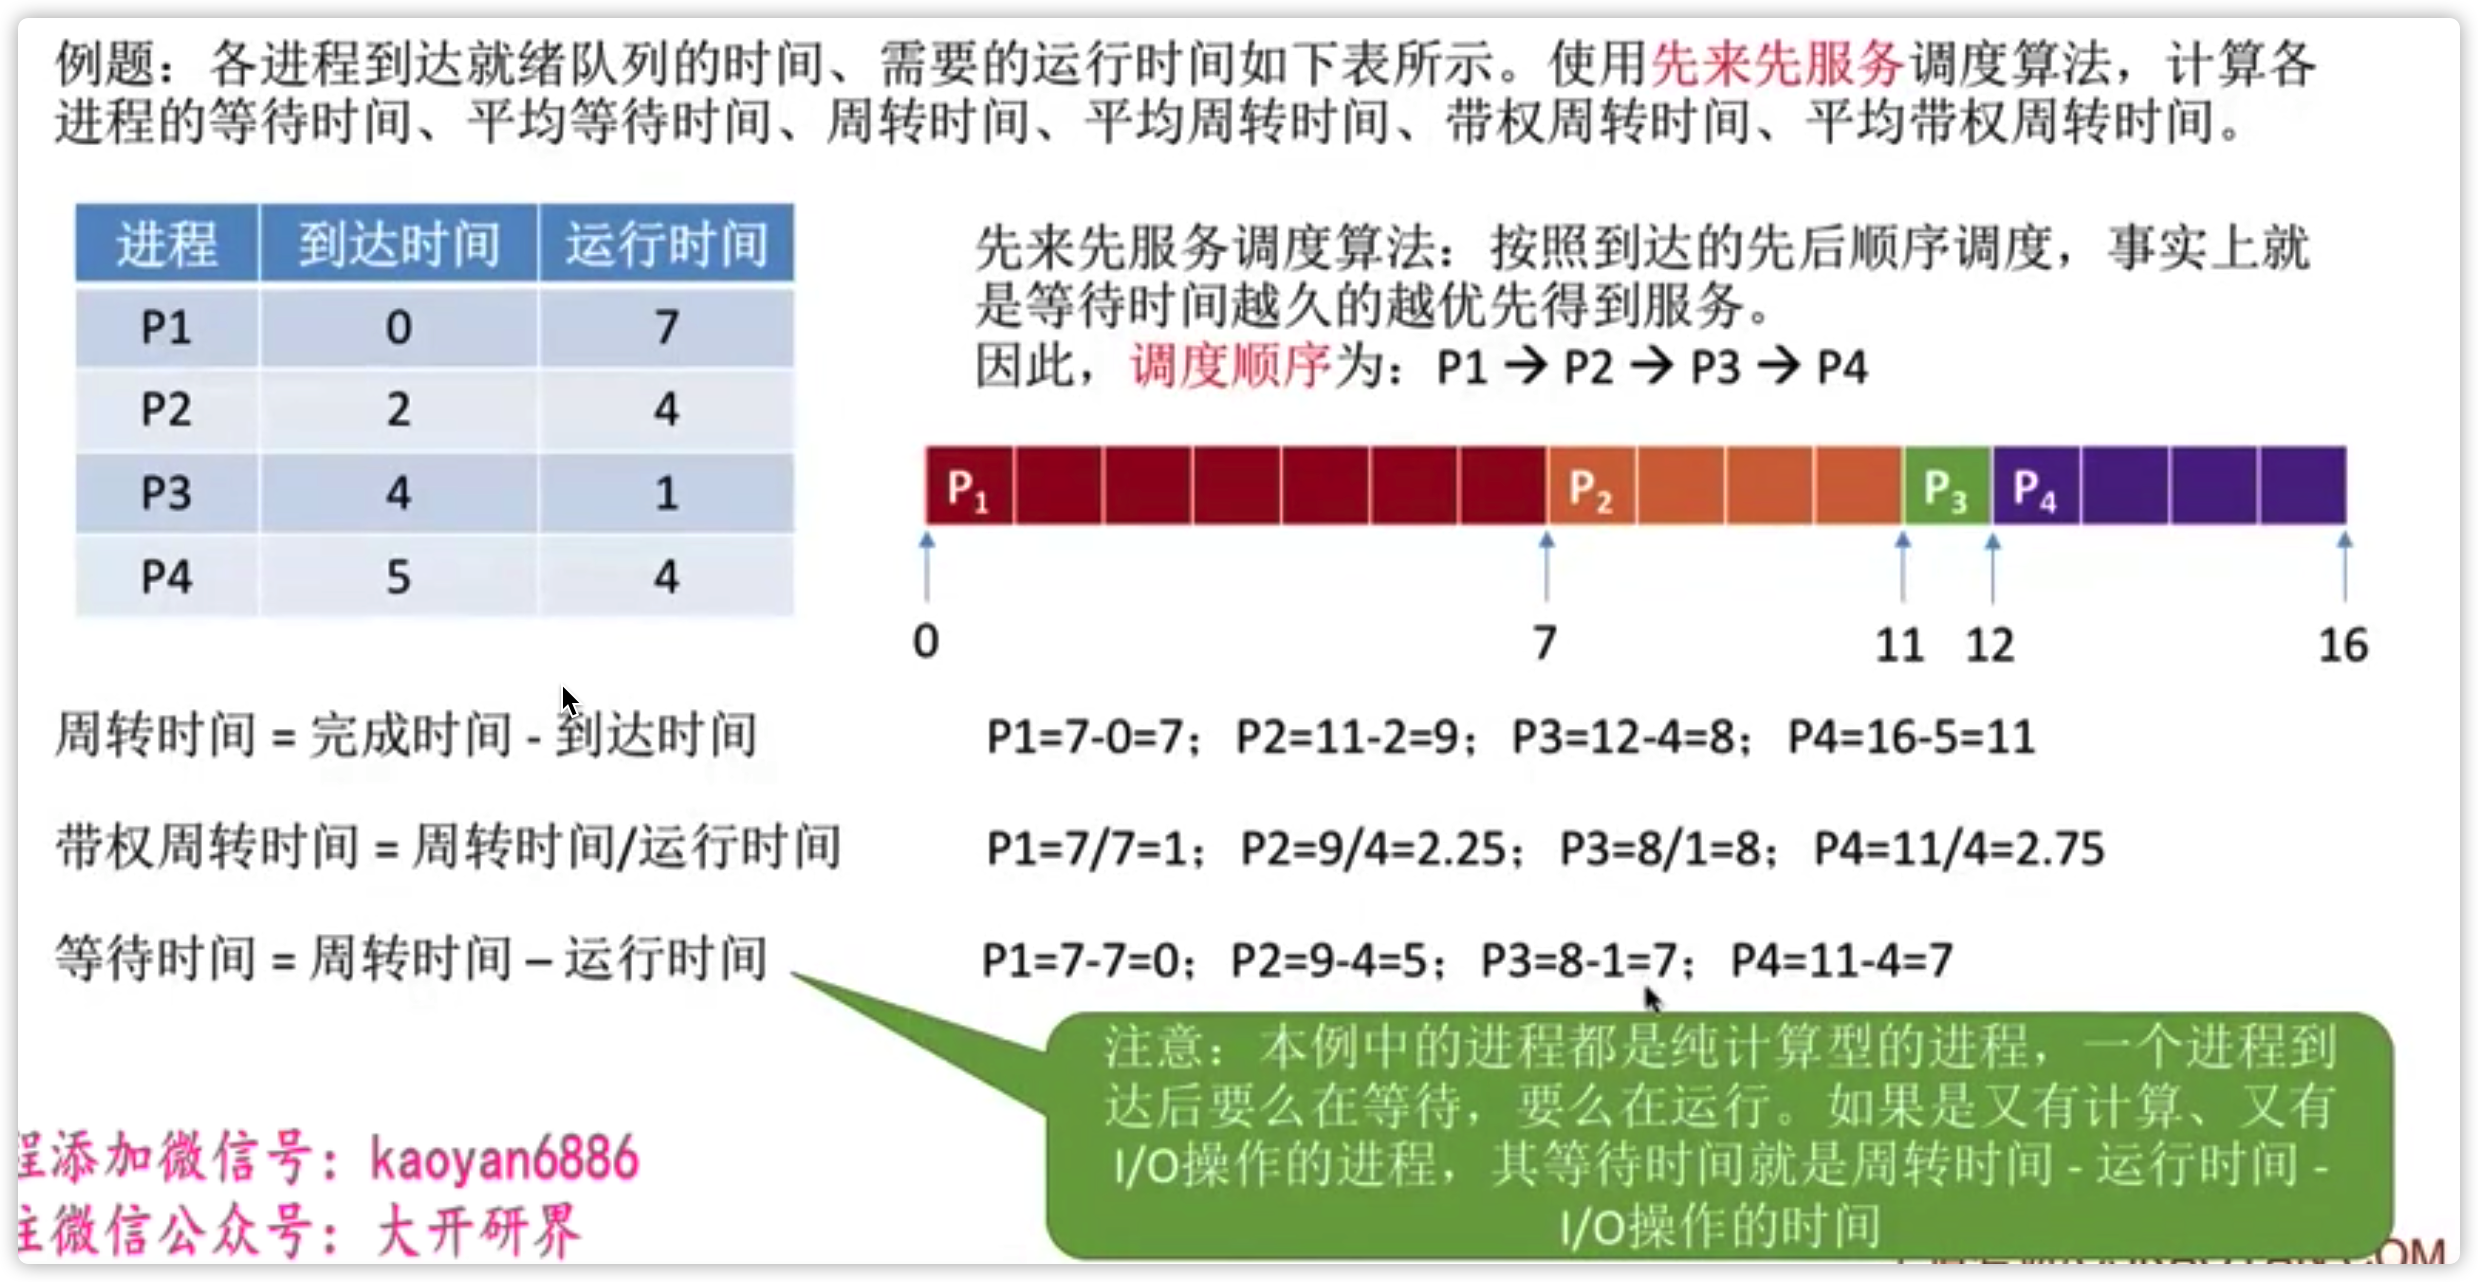 例题：各进程到达就绪队列的时间、需要的运行时间如下表所示。使用先来先服务调度算法，计算各
进程的等待时间、平均等待时间、周转时间、平均周转时间、带权周转时间、平均带权周转时间。
进程 到达时间 运行时间
P1 0 7
P2 2 4
P3 4 1
P4 5 4
先来先服务调度算法：按照到达的先后顺序调度，事实上就
是等待时间越久的越优先得到服务。
因此，调度顺序为：P1 → P2 → P3 → P4
P1 P2 P3 P4
0 7 11 12 16
周转时间 = 完成时间 - 到达时间
P1=7-0=7；P2=11-2=9；P3=12-4=8；P4=16-5=11
带权周转时间 = 周转时间/运行时间
P1=7/7=1；P2=9/4=2.25；P3=8/1=8；P4=11/4=2.75
等待时间 = 周转时间 – 运行时间
P1=7-7=0；P2=9-4=5；P3=8-1=7；P4=11-4=7
注意：本例中的进程都是纯计算型的进程，一个进程到
达后要么在等待，要么在运行。如果是又有计算、又有
I/O操作的进程，其等待时间就是周转时间 - 运行时间 -
I/O操作的时间
程添加微信号：kaoyan6886
注微信公众号：大开研界